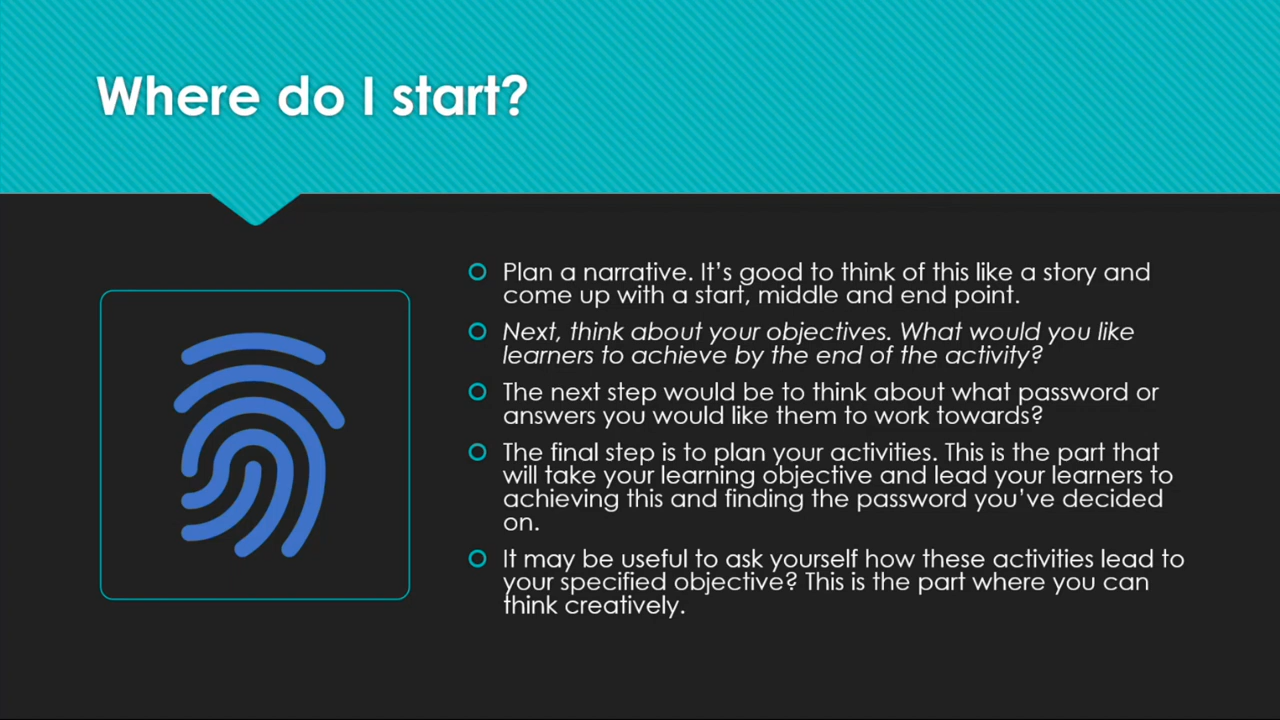 Where do I start?
Plan a narrative. It's good to think of this like a story and
come up with a start, middle and end point.
Next, think about your objectives. What would you like
learners to achieve by the end of the activity?
The next step would be to think about what password or
answers you would like them to work towards?
The final step is to plan your activities. This is the part that
will take your learning objective and lead your learners to
achieving this and finding the password you've decided
on.
It may be useful to ask yourself how these activities lead to
your specified objective? This is the part where you can
think creatively.